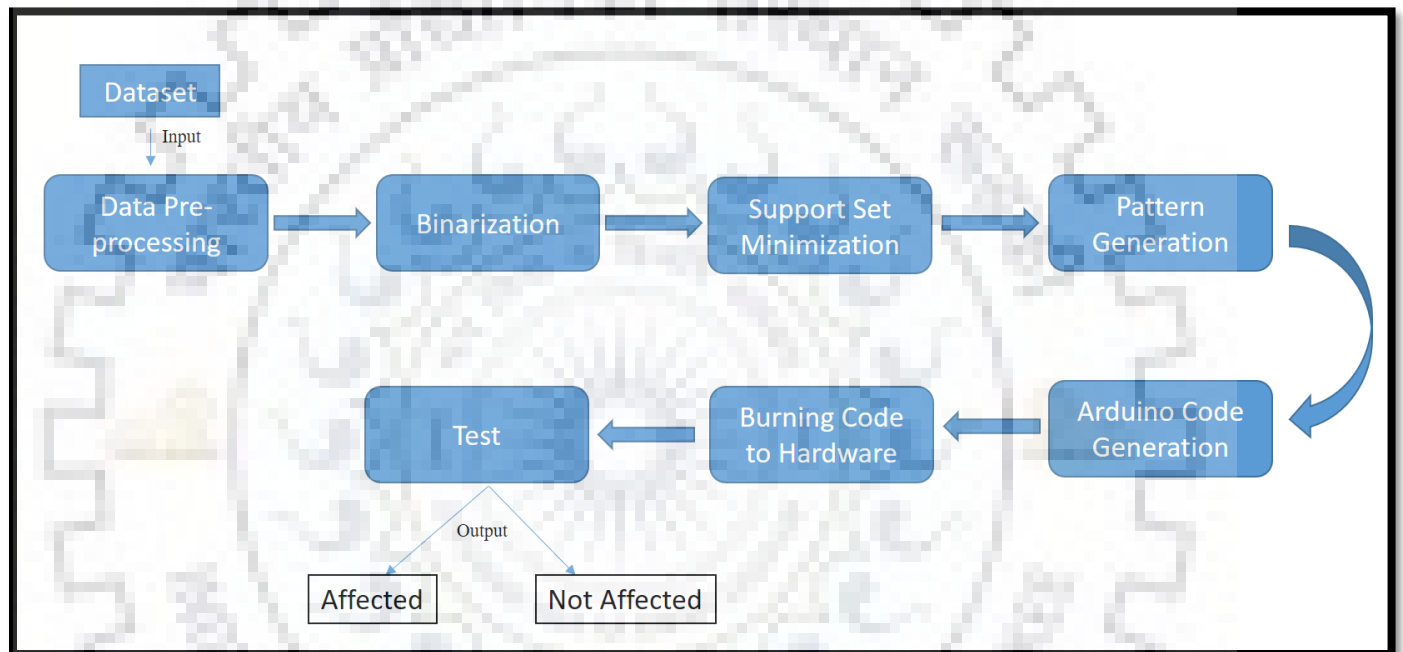 Dataset
Input
Data Pre-
processing
Binarization
Support Set
Minimization
Pattern
Generation
Arduino Code
Generation
Burning Code
to Hardware
Test
Output
Affected
Not Affected